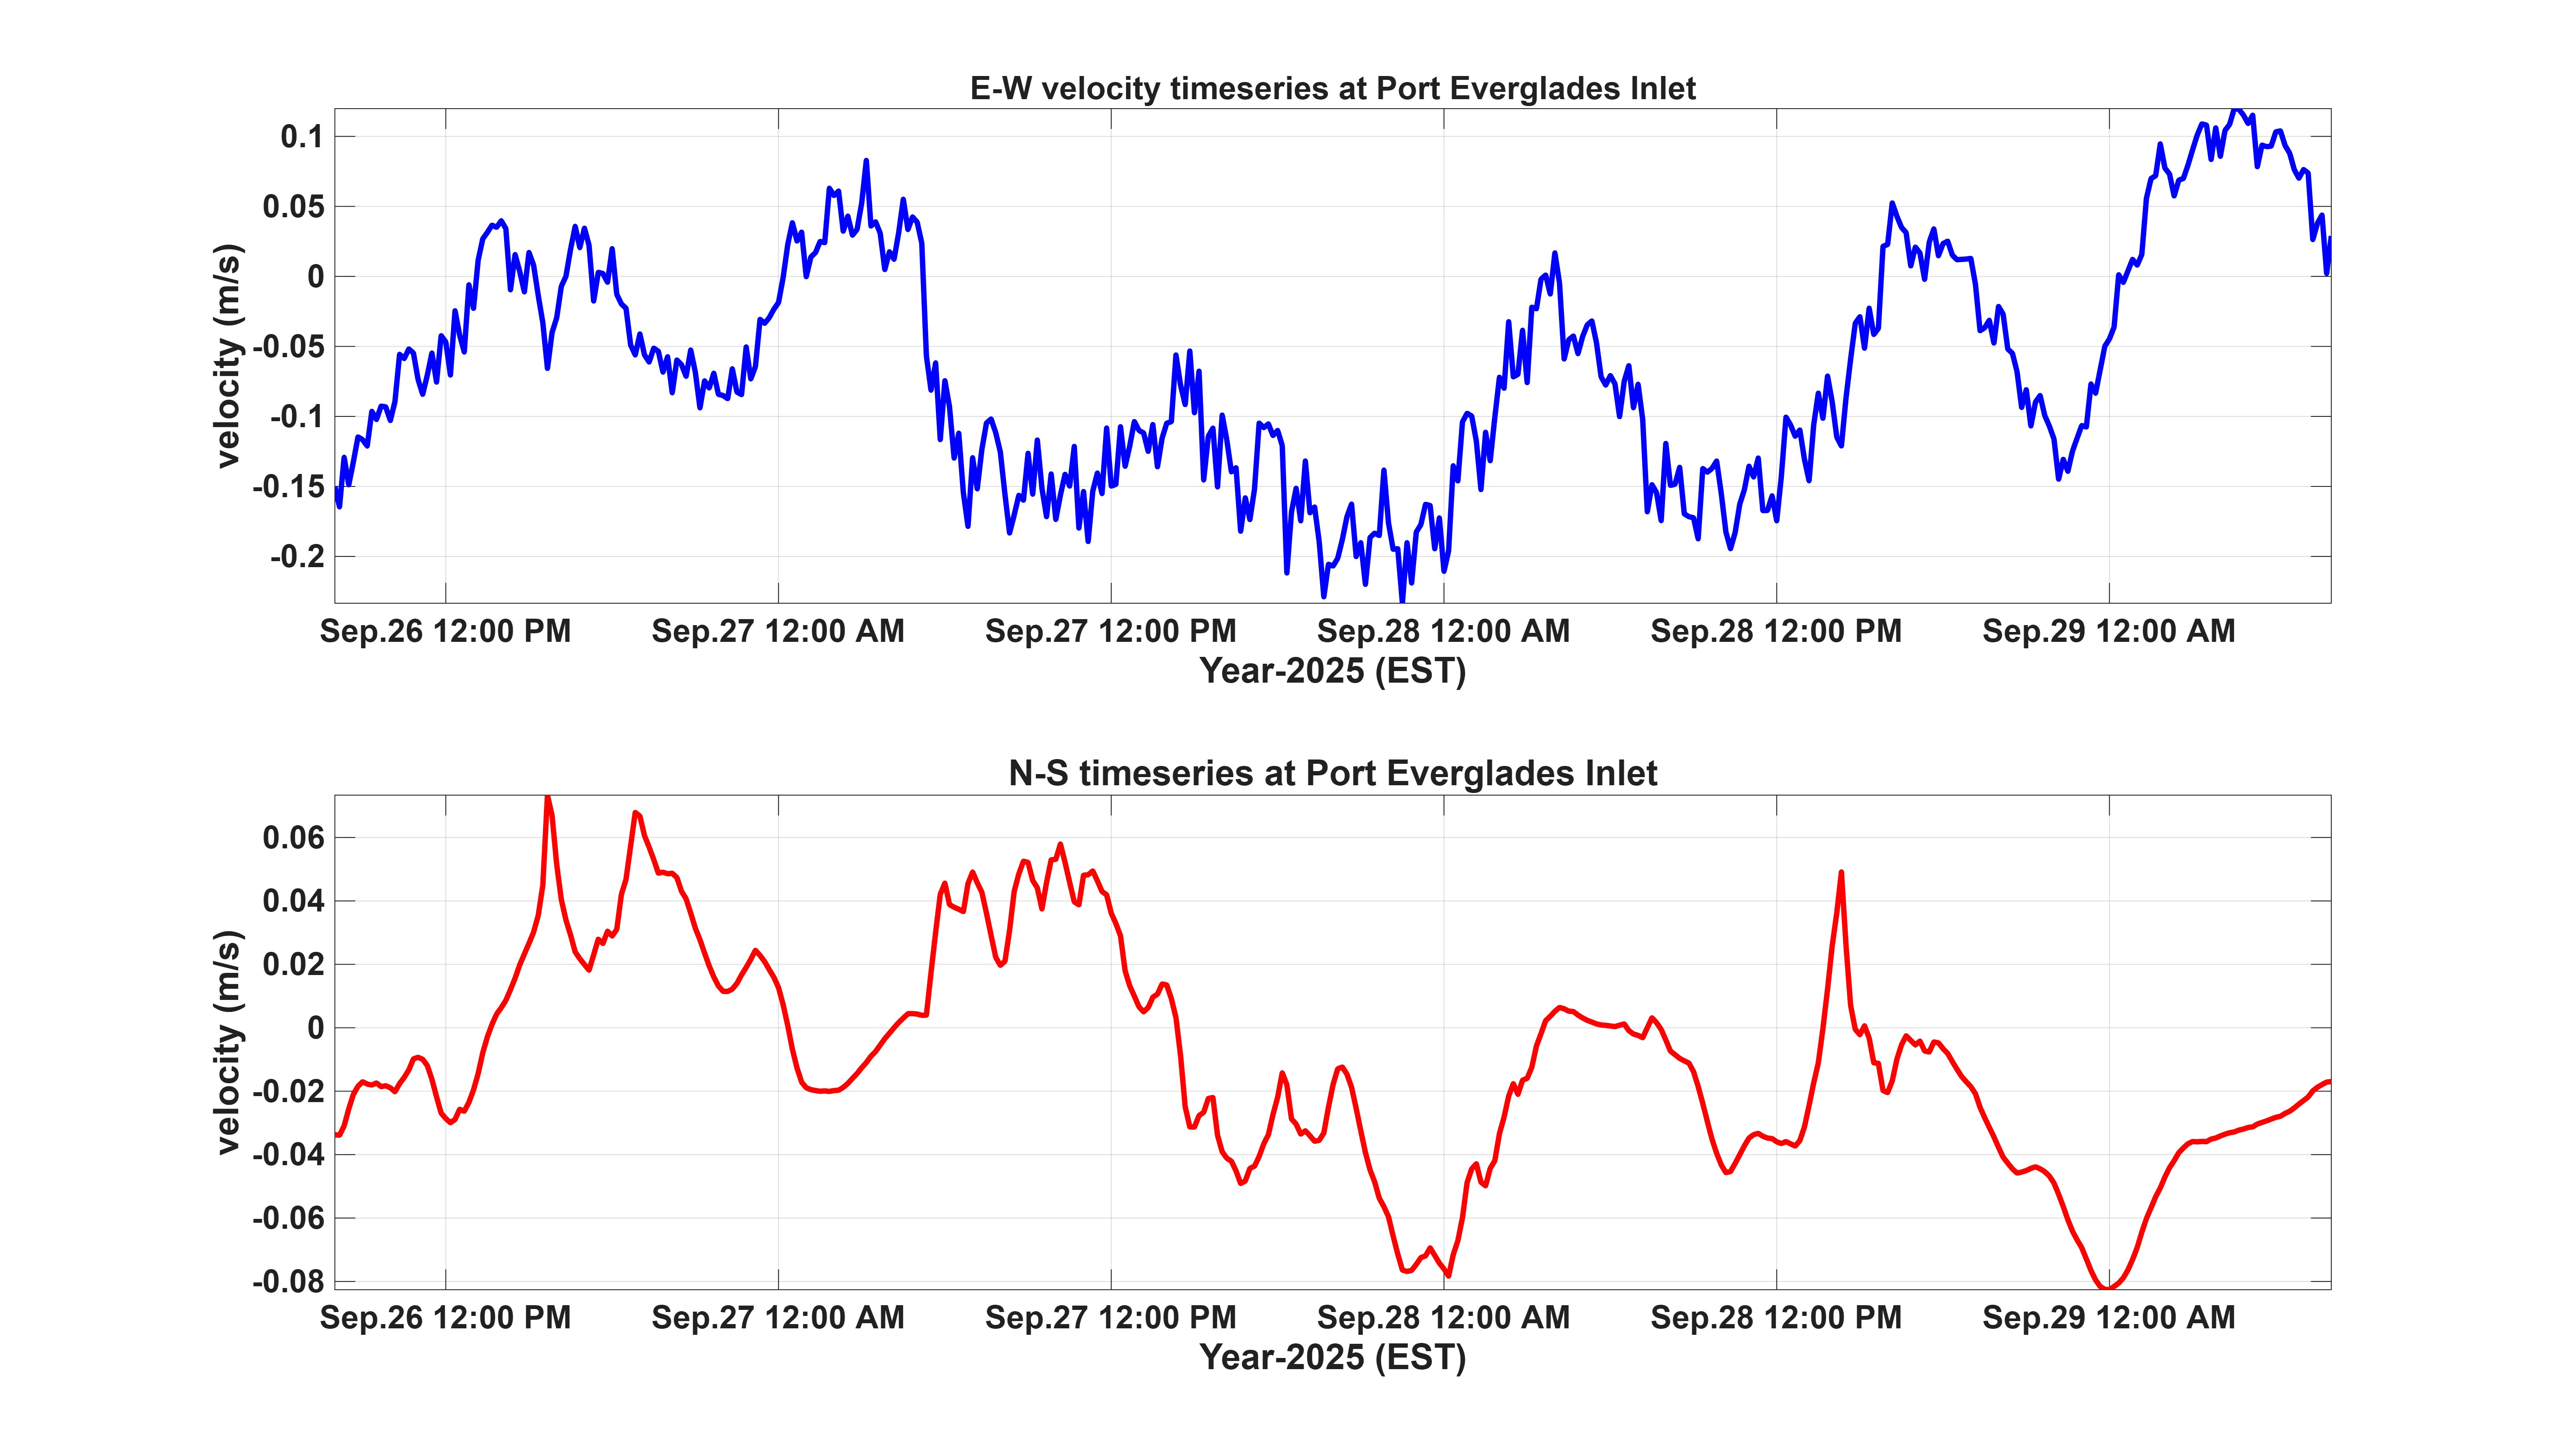 E-W velocity timeseries at Port Everglades Inlet
0.1
0.05
0
-0.05
-0.1
-0.15
-0.2
velocity (m/s)
Sep.26 12:00 PM Sep.27 12:00 AM Sep.27 12:00 PM Sep.28 12:00 AM Sep.28 12:00 PM Sep.29 12:00 AM
Year-2025 (EST)
N-S timeseries at Port Everglades Inlet
0.06
0.04
0.02
0
-0.02
-0.04
-0.06
-0.08
velocity (m/s)
Sep.26 12:00 PM Sep.27 12:00 AM Sep.27 12:00 PM Sep.28 12:00 AM Sep.28 12:00 PM Sep.29 12:00 AM
Year-2025 (EST)